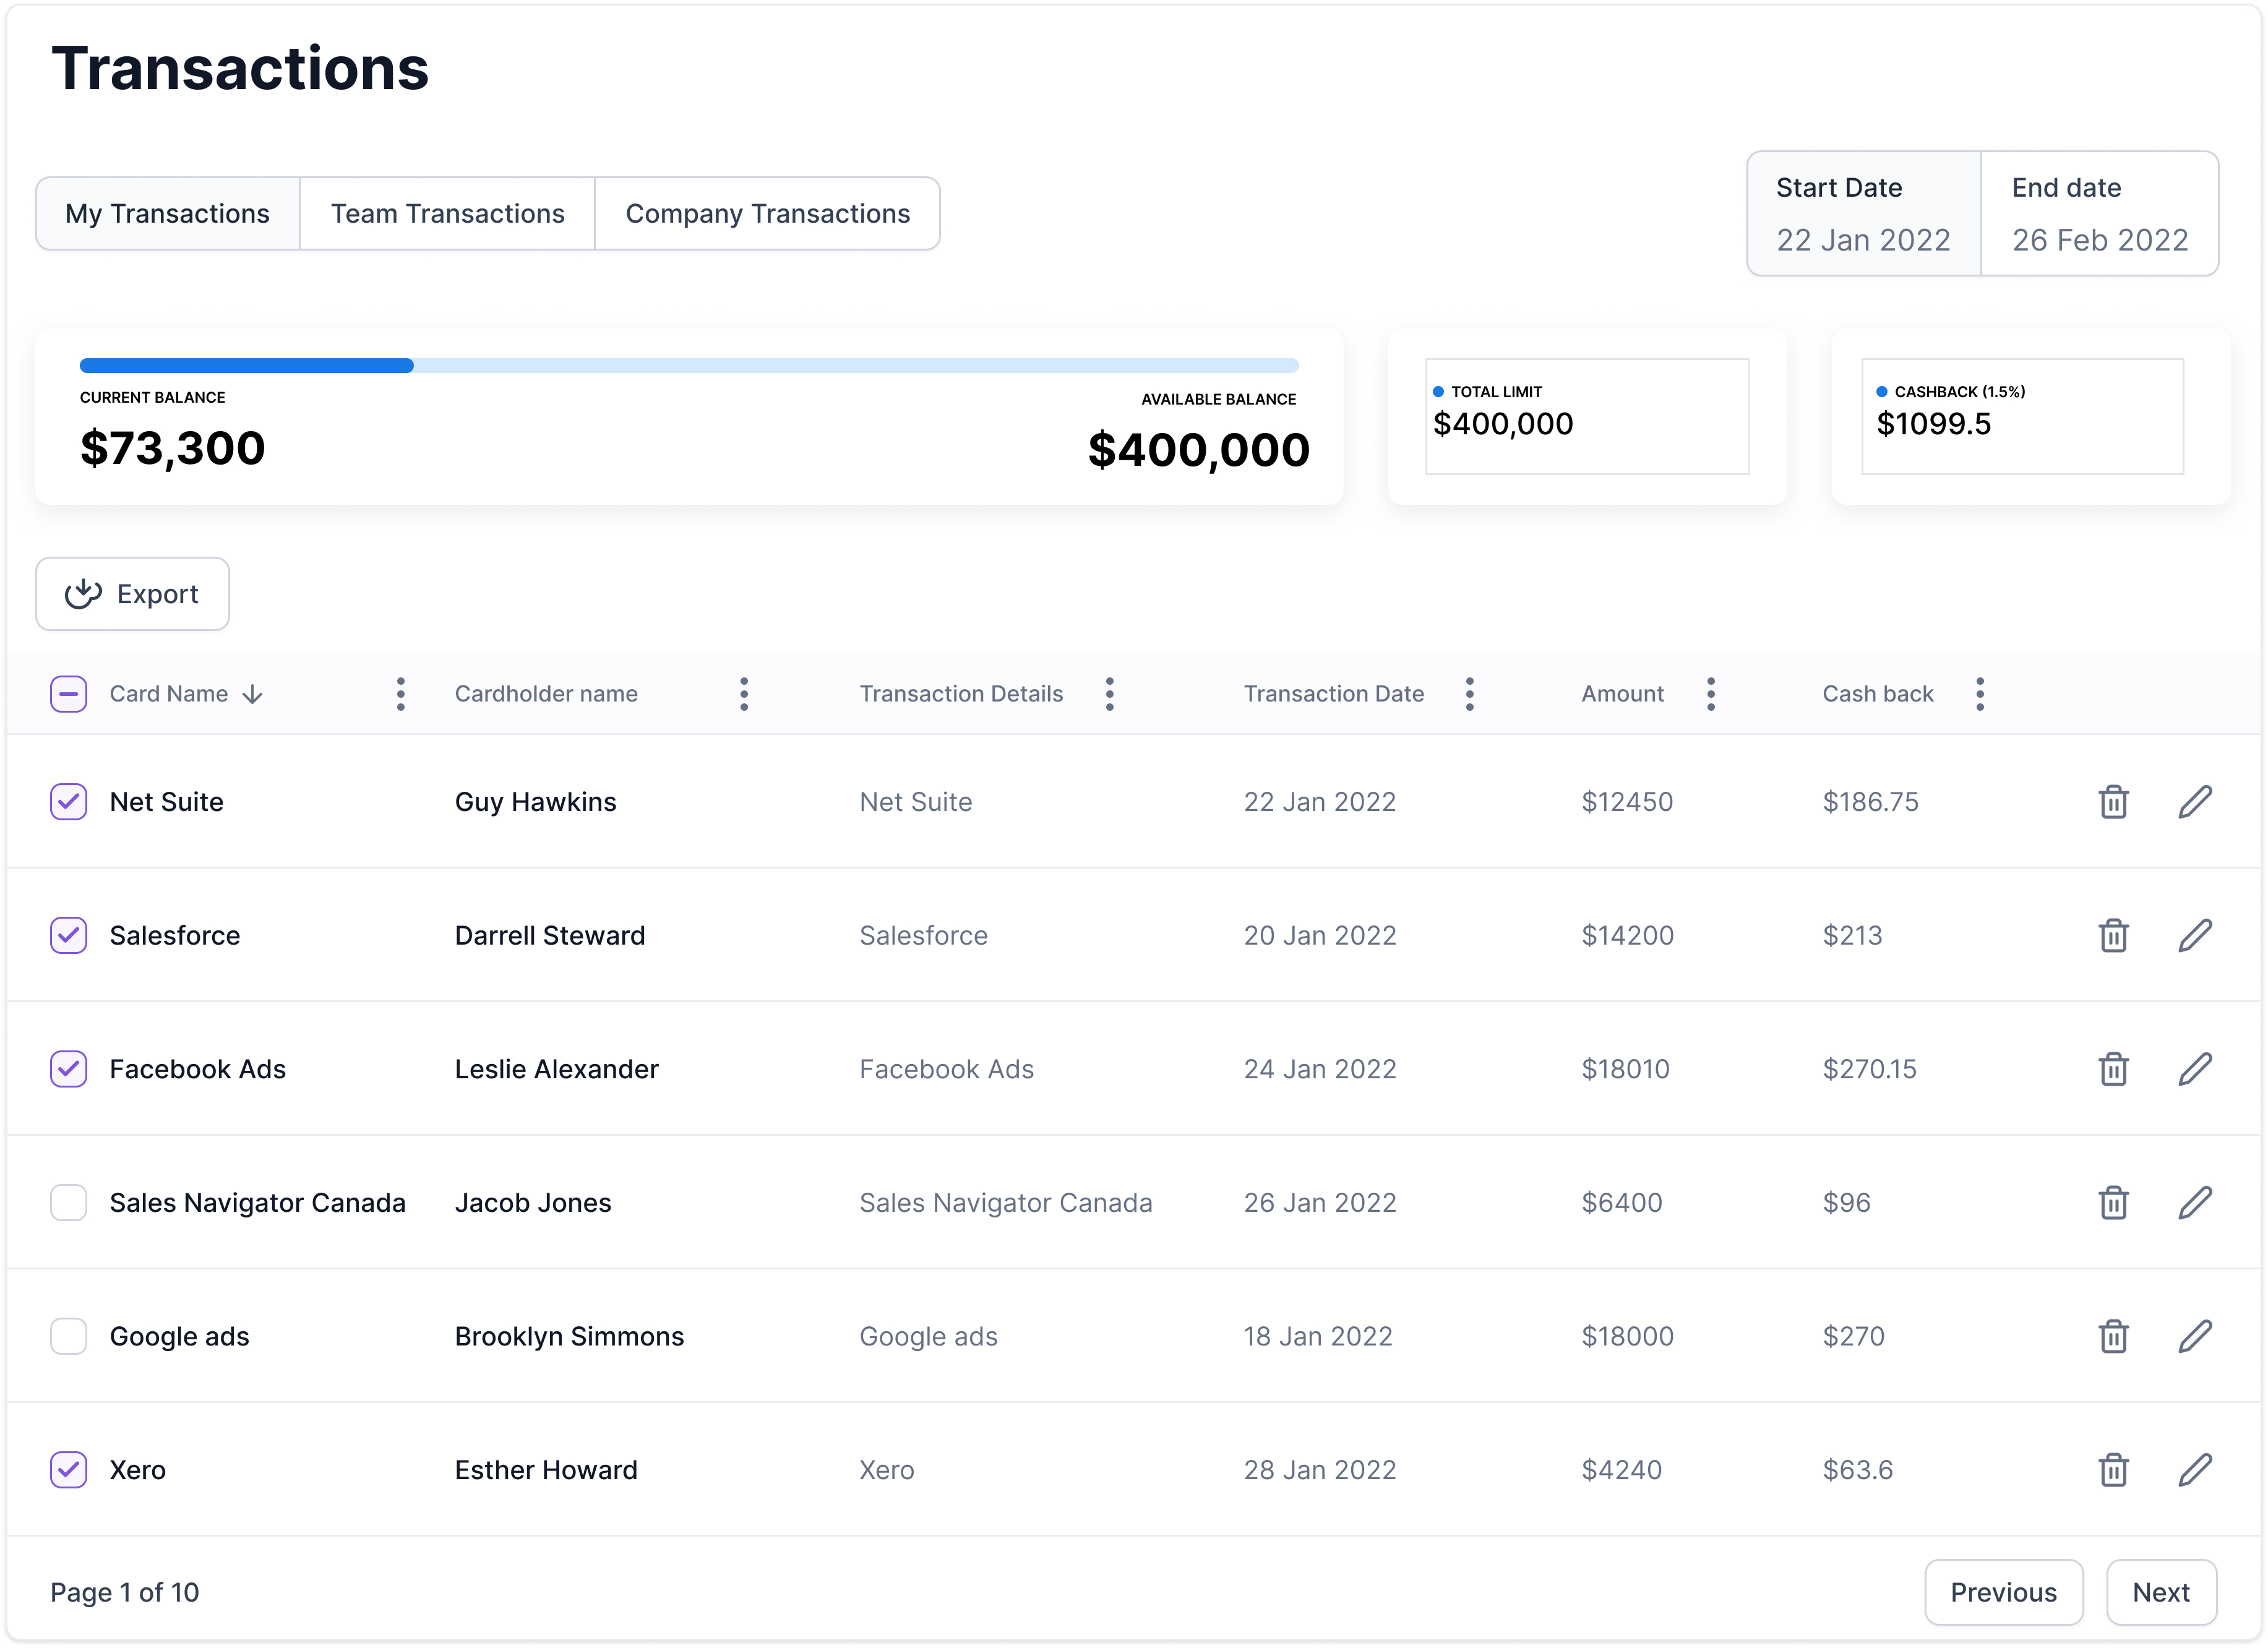 Transactions
My Transactions Team Transactions Company Transactions
Start Date End date
22 Jan 2022 26 Feb 2022
CURRENT BALANCE AVAILABLE BALANCE
$73,300 $400,000
TOTAL LIMIT
$400,000
CASHBACK (1.5%)
$1099.5
Export
Card Name Cardholder name Transaction Details Transaction Date Amount Cash back
Net Suite Guy Hawkins Net Suite 22 Jan 2022 $12450 $186.75
Salesforce Darrell Steward Salesforce 20 Jan 2022 $14200 $213
Facebook Ads Leslie Alexander Facebook Ads 24 Jan 2022 $18010 $270.15
Sales Navigator Canada Jacob Jones Sales Navigator Canada 26 Jan 2022 $6400 $96
Google ads Brooklyn Simmons Google ads 18 Jan 2022 $18000 $270
Xero Esther Howard Xero 28 Jan 2022 $4240 $63.6
Page 1 of 10 Previous Next